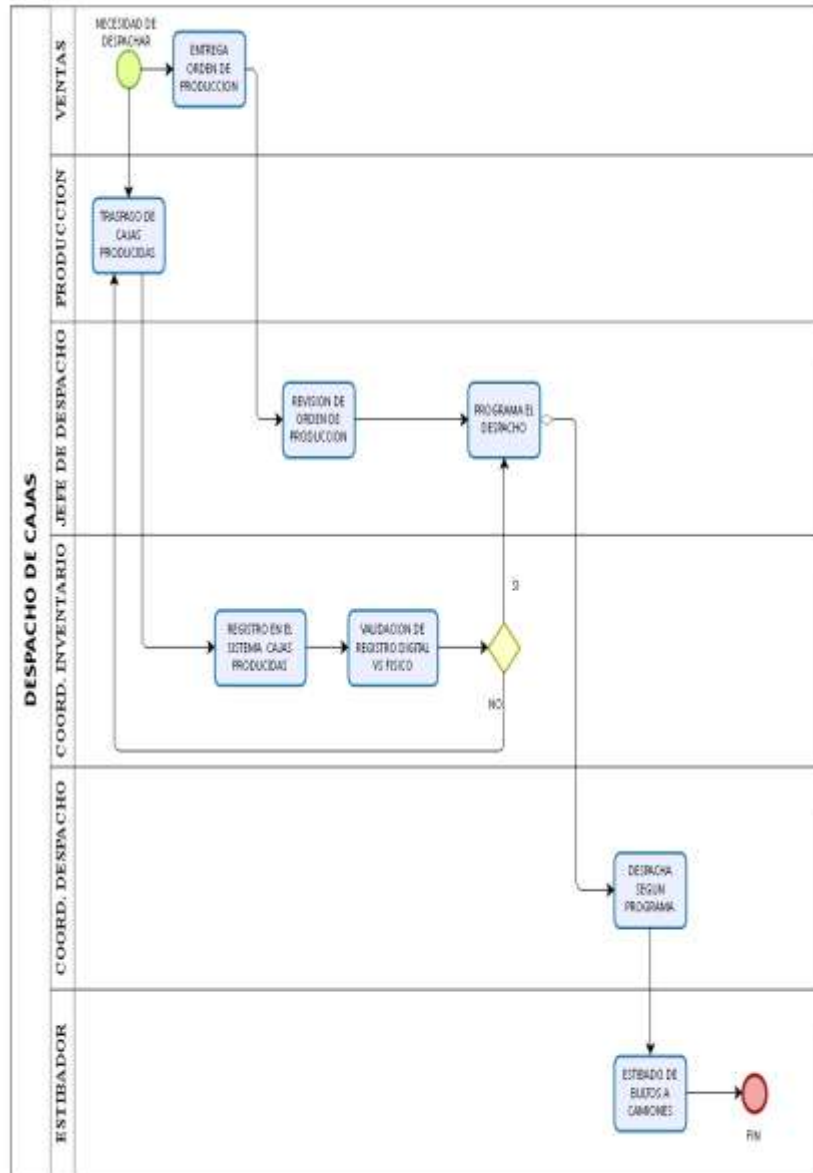 DESPACHO DE CAJAS
VENTAS
NECESIDAD DE
DESPACHAR
ENTREGA
ORDEN DE
PRODUCCION
PRODUCCION
TRASPASO DE
CAJAS
PRODUCIDAS
JEFE DE DESPACHO
REVISION DE
ORDEN DE
PRODUCCION
PROGRAMA EL
DESPACHO
COORD. INVENTARIO
REGISTRO EN EL
SISTEMA CAJAS
PRODUCIDAS
VALIDACION DE
REGISTRO DIGITAL
VS FISICO
SI
NO
COORD. DESPACHO
DESPACHA
SEGUN
PROGRAMA
ESTIBADOR
ESTIBADO DE
BULTOS A
CAMIONES
FIN